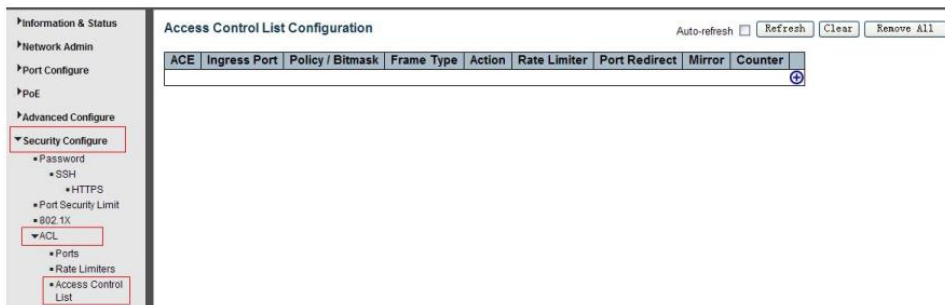 Information & Status
Network Admin
Port Configure
PoE
Advanced Configure
Security Configure
Password
SSH
HTTPS
Port Security Limit
802.1X
ACL
Ports
Rate Limiters
Access Control
List
Access Control List Configuration
Auto-refresh Refresh Clear Remove All
ACE Ingress Port Policy / Bitmask Frame Type Action Rate Limiter Port Redirect Mirror Counter